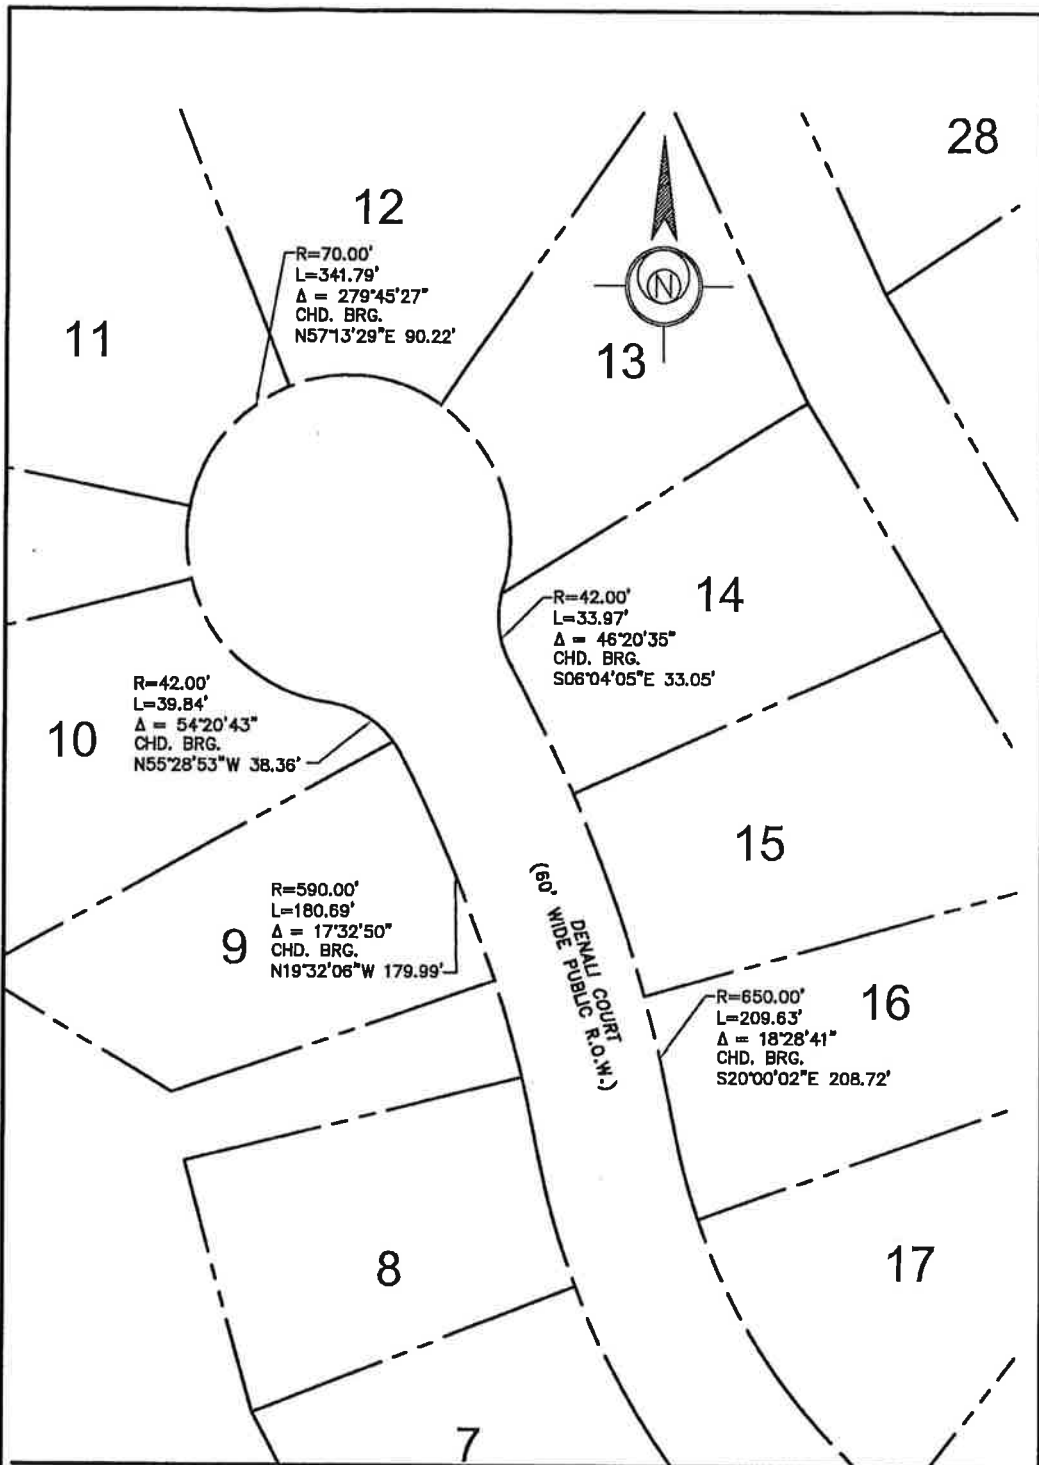 28
12
R=70.00'
L=341.79'
Δ = 279°45'27"
CHD. BRG.
N57°13'29"E 90.22'
11
N
13
14
R=42.00'
L=33.97'
Δ = 46°20'35"
CHD. BRG.
S06°04'05"E 33.05'
R=42.00'
L=39.84'
Δ = 54°20'43"
CHD. BRG.
N55°28'53"W 38.36'
10
15
R=590.00'
L=180.69'
Δ = 17°32'50"
CHD. BRG.
N19°32'06"W 179.99'
9
DENALI COURT
(60' WIDE PUBLIC R.O.W.)
R=650.00'
L=209.63'
Δ = 18°28'41"
CHD. BRG.
S20°00'02"E 208.72'
16
8
17
7